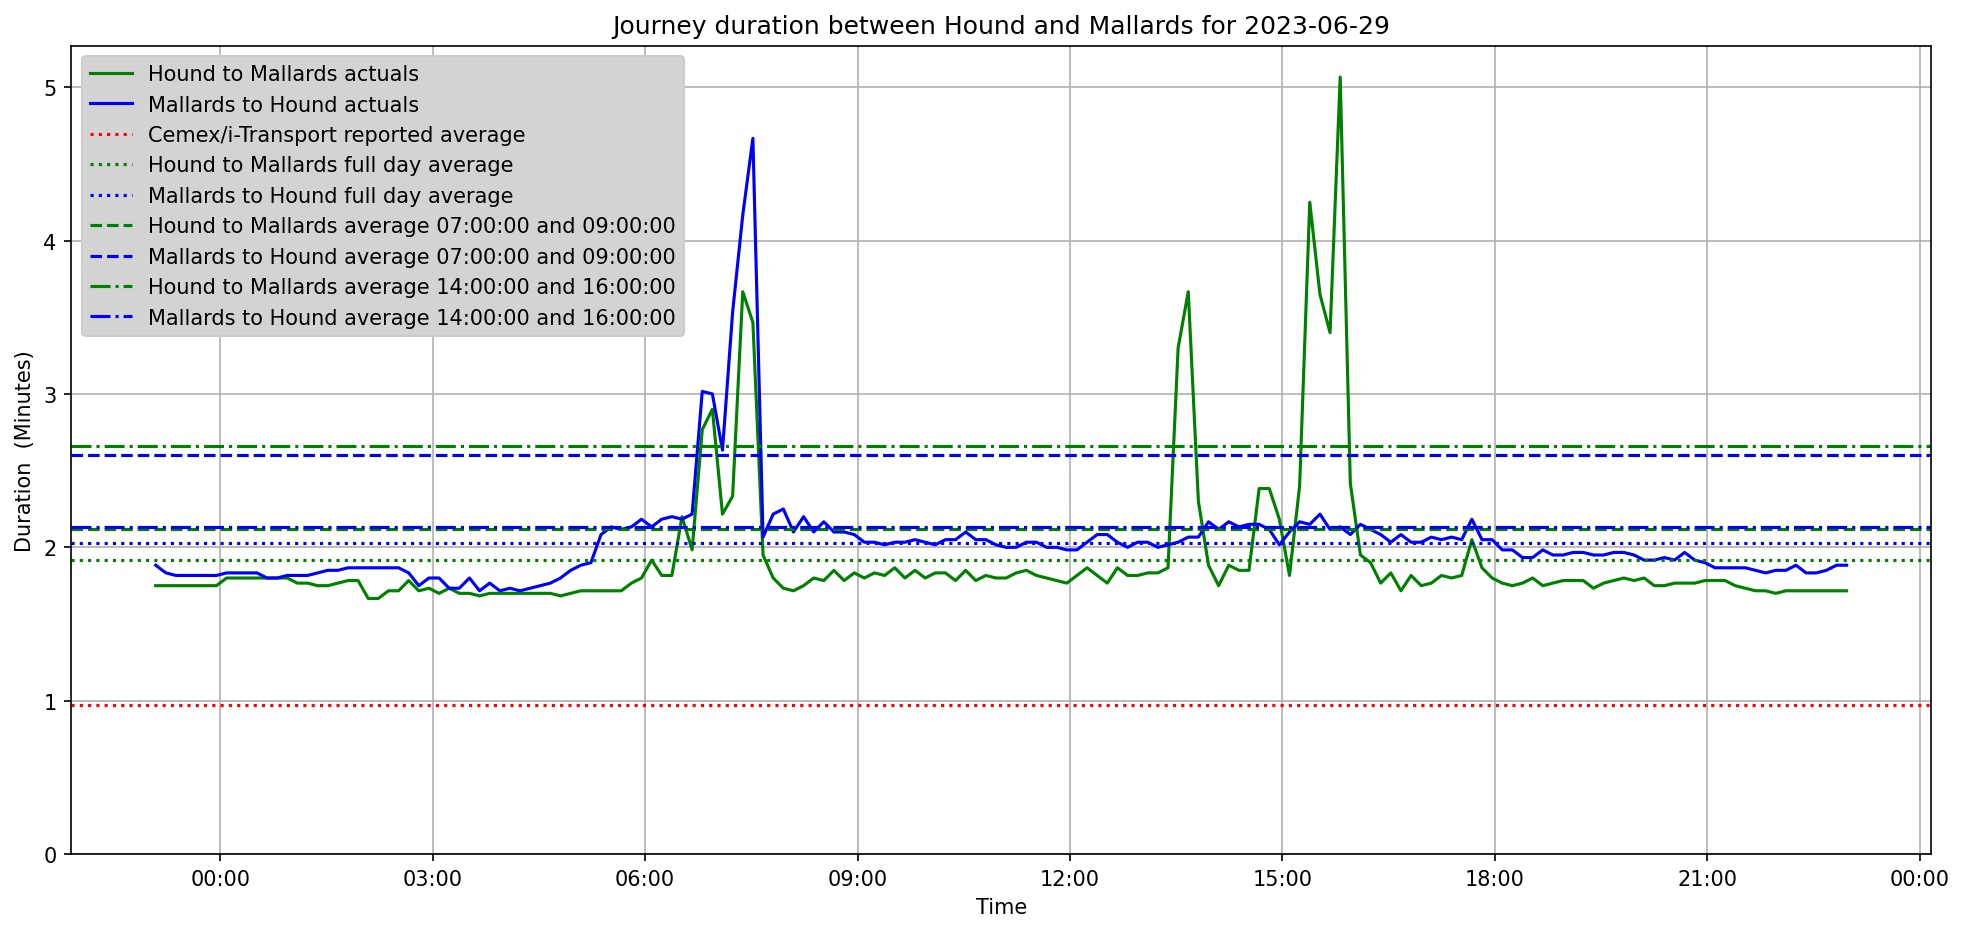 Journey duration between Hound and Mallards for 2023-06-29
Hound to Mallards actuals
Mallards to Hound actuals
Cemex/i-Transport reported average
Hound to Mallards full day average
Mallards to Hound full day average
Hound to Mallards average 07:00:00 and 09:00:00
Mallards to Hound average 07:00:00 and 09:00:00
Hound to Mallards average 14:00:00 and 16:00:00
Mallards to Hound average 14:00:00 and 16:00:00
Duration (Minutes)
5
4
3
2
1
0
00:00 03:00 06:00 09:00 12:00 15:00 18:00 21:00 00:00
Time